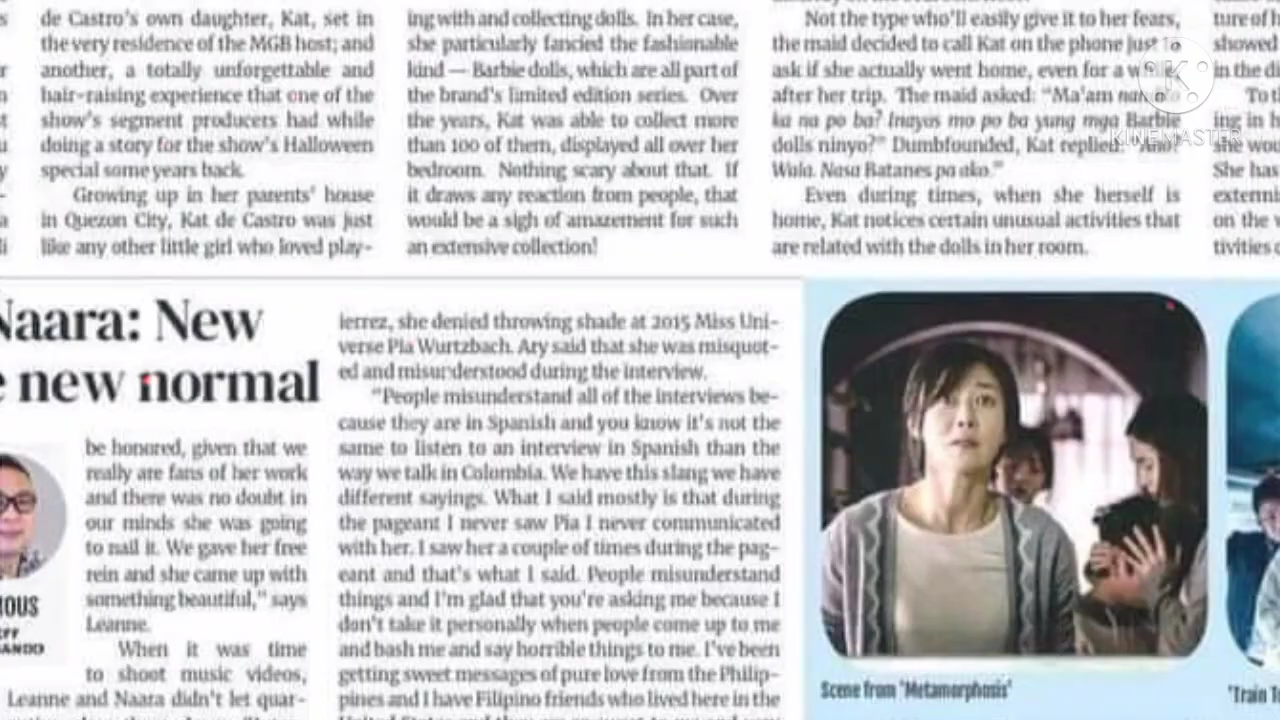 de Castro's own daughter, Kat, set in
the very residence of the MGB host; and
another, a totally unforgettable and
hair-raising experience that one of the
show's segment producers had while
doing a story for the show's Halloween
special some years back.
Growing up in her parents' house
in Quezon City, Kat de Castro was just
like any other little girl who loved play-
ing with and collecting dolls. In her case,
she particularly fancied the fashionable
kind — Barbie dolls, which are all part of
the brand's limited edition series. Over
the years, Kat was able to collect more
than 100 of them, displayed all over her
bedroom. Nothing scary about that. If
it draws any reaction from people, that
would be a sigh of amazement for such
an extensive collection!
Not the type who'll easily give it to her fears,
the maid decided to call Kat on the phone just to
ask if she actually went home, even for a
after her trip. The maid asked: "Ma'am
ka na po ba? Inayos mo po ba yung mga Barbie
dolls ninyo?" Dumbfounded, Kat replied:
Wala. Nasa Batanes pa ako."
Even during times, when she herself is
home, Kat notices certain unusual activities that
are related with the dolls in her room.
ture of
showed
in the
ing in
she
She has
on the
KINEMASTER
Naara: New
new normal
be honored, given that we
really are fans of her work
and there was no doubt in
our minds she was going
to nail it. We gave her free
rein and she came up with
something beautiful," says
Leanne.
When it was time
to shoot music videos,
Leanne and Naara didn't let quar-
ierrez, she denied throwing shade at 2015 Miss Uni-
verse Pia Wurtzbach. Ary said that she was misquot-
ed and misunderstood during the interview.
"People misunderstand all of the interviews be-
cause they are in Spanish and you know it's not the
same to listen to an interview in Spanish than the
way we talk in Colombia. We have this slang we have
different sayings. What I said mostly is that during
the pageant I never saw Pia I never communicated
with her. I saw her a couple of times during the pag-
eant and that's what I said. People misunderstand
things and I'm glad that you're asking me because I
don't take it personally when people come up to me
and bash me and say horrible things to me. I've been
getting sweet messages of pure love from the Philip-
pines and I have Filipino friends who lived here in the
Scene from 'Metamorphosis'
'Train